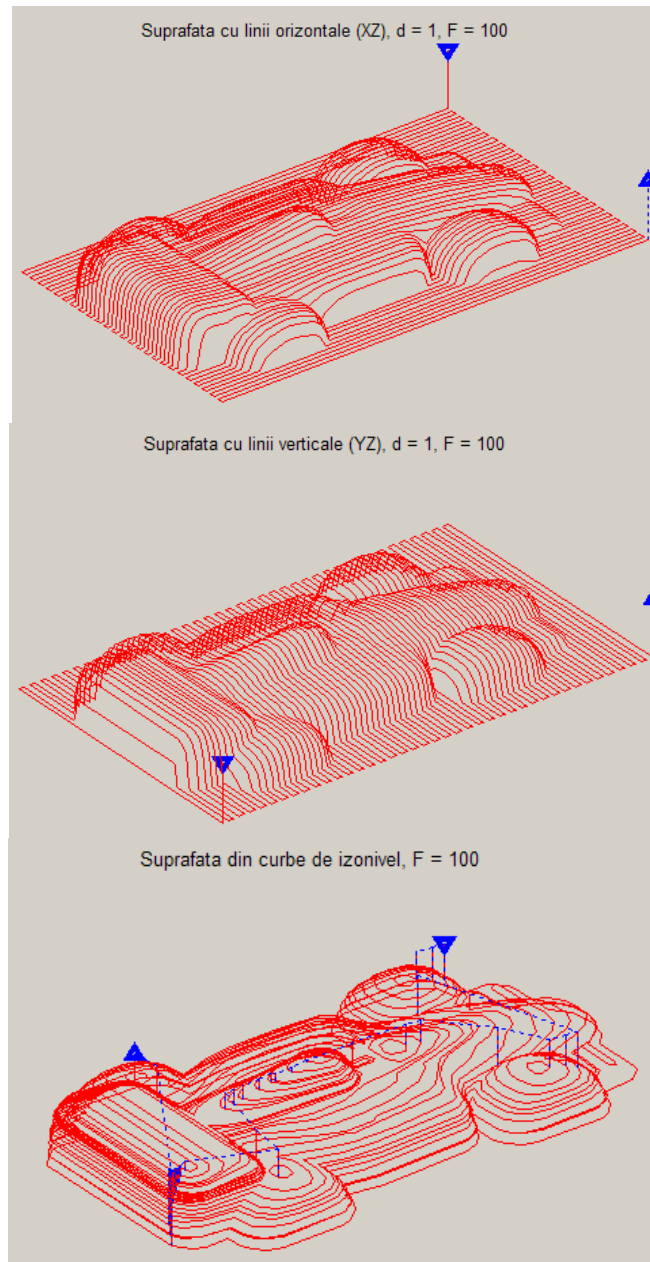 Suprafata cu linii orizontale (XZ), d = 1, F = 100
Suprafata cu linii verticale (YZ), d = 1, F = 100
Suprafata din curbe de izonivel, F = 100